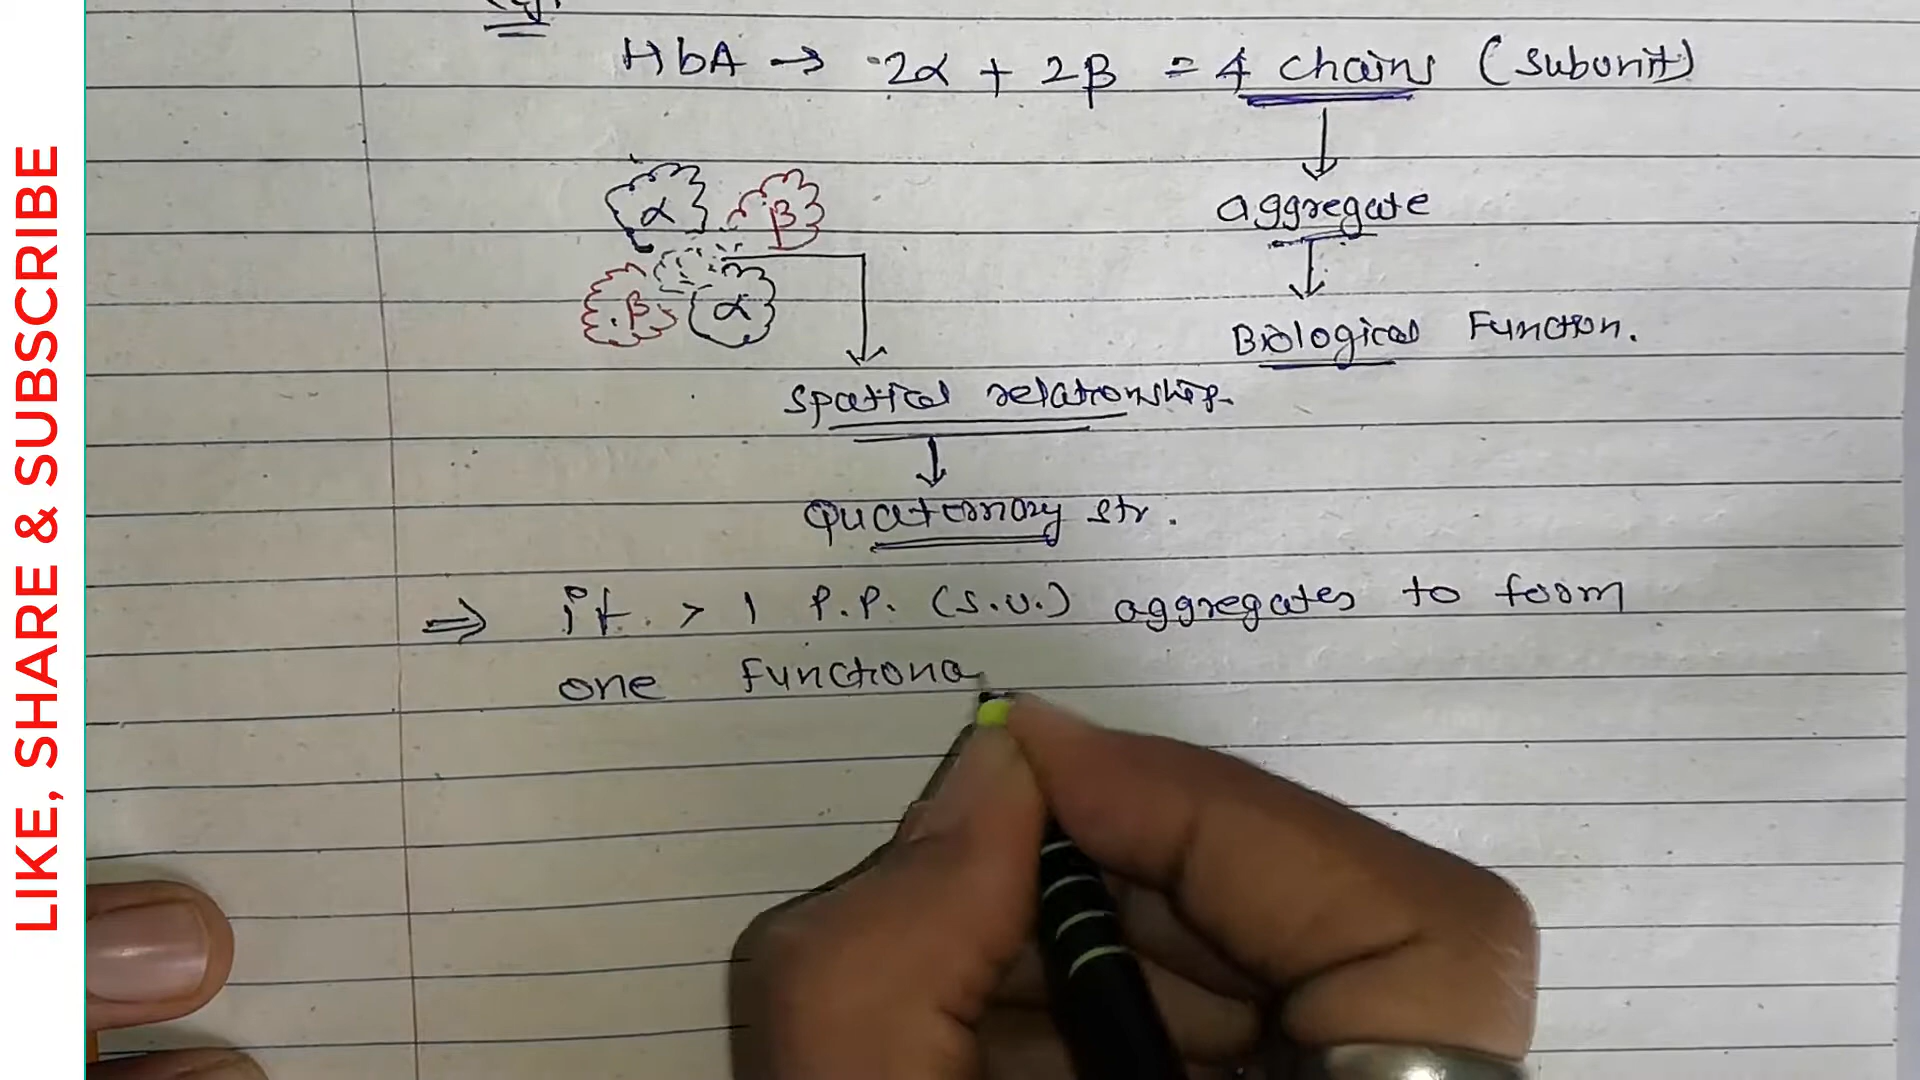 HbA → 2α + 2β = 4 chains (subunit)
α β
aggregate
β α
Biological Function.
spatial relationship.
Quaternary str.
⇒ if > 1 P.P. (S.U.) aggregates to form
one Functiona
LIKE, SHARE & SUBSCRIBE